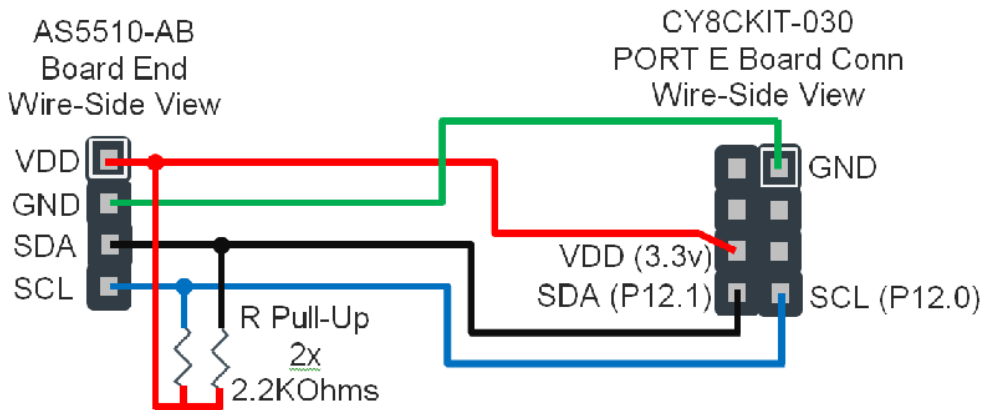 AS5510-AB
Board End
Wire-Side View
CY8CKIT-030
PORT E Board Conn
Wire-Side View
VDD
GND
SDA
SCL
GND
VDD (3.3v)
SDA (P12.1)
SCL (P12.0)
R Pull-Up
2x
2.2KOhms